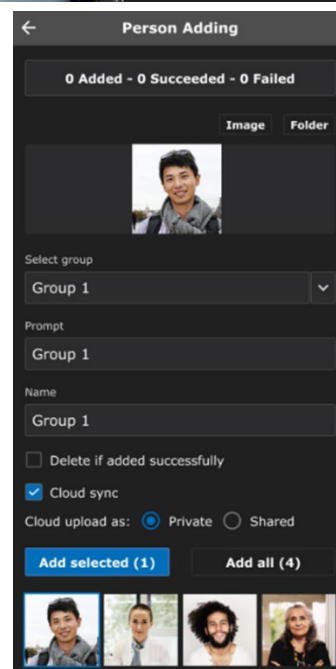 Person Adding
0 Added - 0 Succeeded - 0 Failed
Image Folder
Select group
Group 1
Prompt
Group 1
Name
Group 1
Delete if added successfully
Cloud sync
Cloud upload as: Private Shared
Add selected (1) Add all (4)